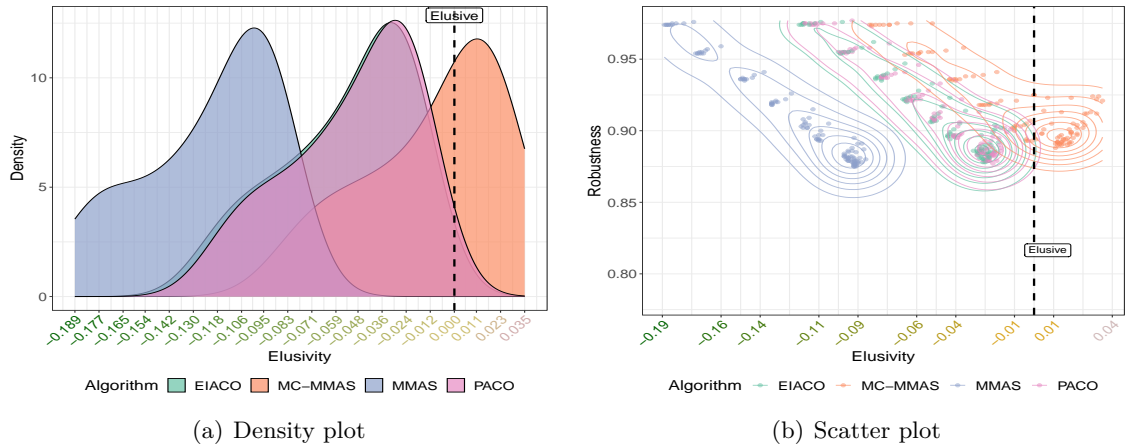 Elusive
Density
10
5
0
−0.189 −0.177 −0.165 −0.154 −0.142 −0.130 −0.118 −0.106 −0.095 −0.083 −0.071 −0.059 −0.048 −0.036 −0.024 −0.012 0.000 0.011 0.023 0.035
Elusivity
Algorithm EIACO MC−MMAS MMAS PACO
(a) Density plot
Robustness
0.95
0.90
0.85
0.80
Elusive
−0.19 −0.16 −0.14 −0.11 −0.09 −0.06 −0.04 −0.01 0.01 0.04
Elusivity
Algorithm EIACO MC−MMAS MMAS PACO
(b) Scatter plot